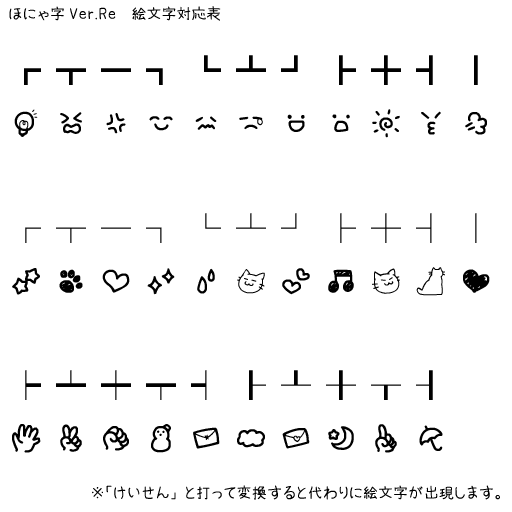 ほにゃ字 Ver.Re　絵文字対応表
┏ ┳ ━ ┓ ┗ ┻ ┛ ┣ ╋ ┫ ┃
┌ ┬ ─ ┐ └ ┴ ┘ ├ ┼ ┤ │
┝ ┷ ┿ ┯ ┥ ┠ ┸ ╂ ┰ ┨
※「けいせん」と打って変換すると代わりに絵文字が出現します。